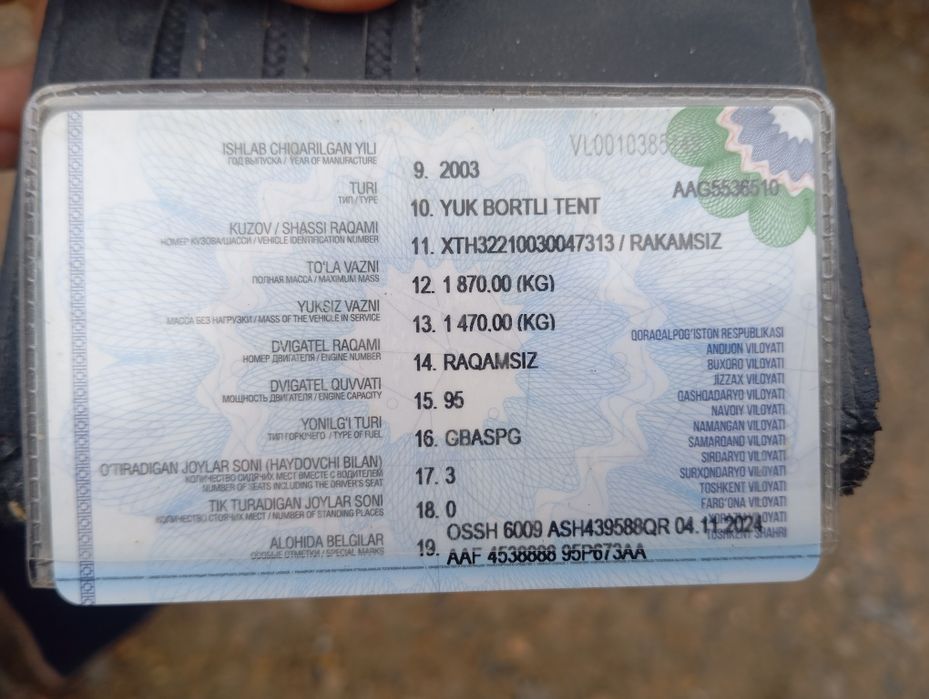 ISHLAB CHIQARILGAN YILI
ГОД ВЫПУСКА / YEAR OF MANUFACTURE
9. 2003
AAG5536510
TURI
ТИП / TYPE
10. YUK BORTLI TENT
KUZOV / SHASSI RAQAMI
НОМЕР КУЗОВА/ШАССИ / VEHICLE IDENTIFICATION NUMBER
11. XTH32210030047313 / RAKAMSIZ
TO'LA VAZNI
ПОЛНАЯ МАССА / MAXIMUM MASS
12. 1 870.00 (KG)
YUKSIZ VAZNI
МАССА БЕЗ НАГРУЗКИ / MASS OF THE VEHICLE IN SERVICE
13. 1 470.00 (KG)
DVIGATEL RAQAMI
НОМЕР ДВИГАТЕЛЯ / ENGINE NUMBER
14. RAQAMSIZ
DVIGATEL QUVVATI
МОЩНОСТЬ ДВИГАТЕЛЯ / ENGINE CAPACITY
15. 95
YONILG'I TURI
ТИП ГОРЮЧЕГО / TYPE OF FUEL
16. GBASPG
O'TIRADIGAN JOYLAR SONI (HAYDOVCHI BILAN)
КОЛИЧЕСТВО СИДЯЧИХ МЕСТ ВМЕСТЕ С ВОДИТЕЛЕМ
NUMBER OF SEATS INCLUDING THE DRIVER'S SEAT
17. 3
TIK TURADIGAN JOYLAR SONI
КОЛИЧЕСТВО СТОЯЧИХ МЕСТ / NUMBER OF STANDING PLACES
18. 0
ALOHIDA BELGILAR
ОСОБЫЕ ОТМЕТКИ / SPECIAL MARKS
19. OSSH 6009 ASH439588QR 04.11.2024
AAF 4538888 95P673AA
QORAQALPOG'ISTON RESPUBLIKASI
ANDIJON VILOYATI
BUXORO VILOYATI
JIZZAX VILOYATI
QASHQADARYO VILOYATI
NAVOIY VILOYATI
NAMANGAN VILOYATI
SAMARQAND VILOYATI
SIRDARYO VILOYATI
SURXONDARYO VILOYATI
TOSHKENT VILOYATI
FARG'ONA VILOYATI
TOSHKENT SHAHRI